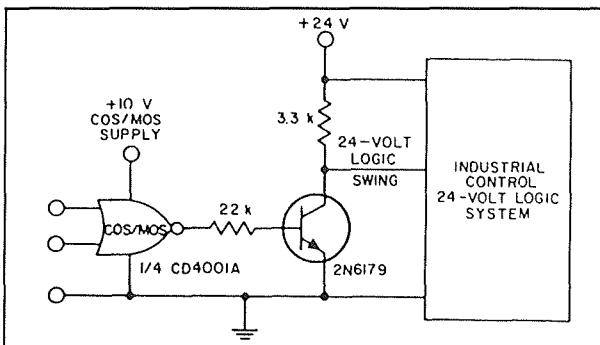 +24 V
+10 V
COS/MOS
SUPPLY
3.3 k
24-VOLT
LOGIC
SWING
INDUSTRIAL
CONTROL
24-VOLT LOGIC
SYSTEM
22 k
COS/MOS
1/4 CD4001A
2N6179